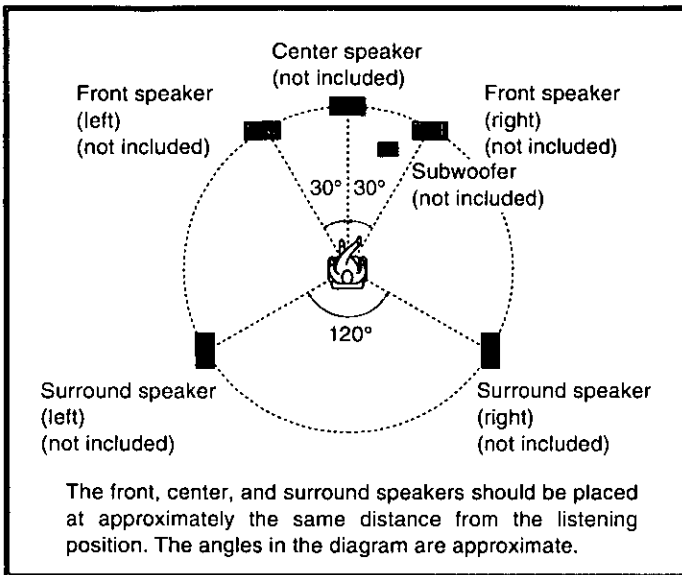 Center speaker
(not included)
Front speaker
(left)
(not included)
Front speaker
(right)
(not included)
Subwoofer
(not included)
30°
30°
120°
Surround speaker
(left)
(not included)
Surround speaker
(right)
(not included)
The front, center, and surround speakers should be placed
at approximately the same distance from the listening
position. The angles in the diagram are approximate.